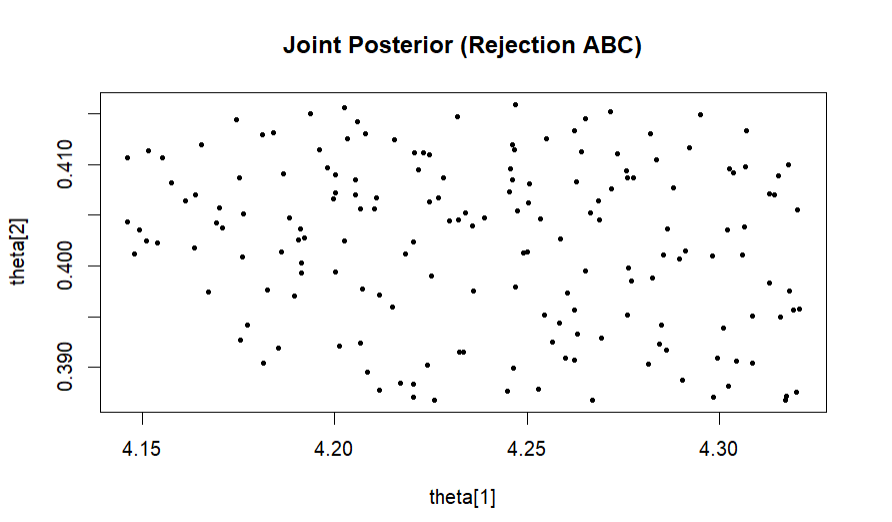 Joint Posterior (Rejection ABC)
theta[2]
0.410
0.400
0.390
4.15 4.20 4.25 4.30
theta[1]